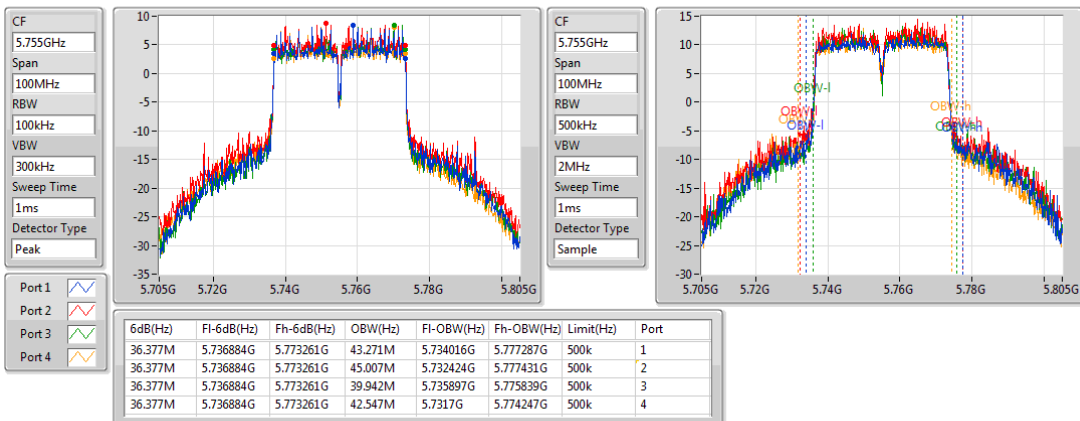 CF
5.755GHz
Span
100MHz
RBW
100kHz
VBW
300kHz
Sweep Time
1ms
Detector Type
Peak
Port 1
Port 2
Port 3
Port 4
10
5
0
-5
-10
-15
-20
-25
-30
-35
5.705G 5.72G 5.74G 5.76G 5.78G 5.805G
CF
5.755GHz
Span
100MHz
RBW
500kHz
VBW
2MHz
Sweep Time
1ms
Detector Type
Sample
15
10
5
0
-5
-10
-15
-20
-25
-30
5.705G 5.72G 5.74G 5.76G 5.78G 5.805G
OBW-l
OBW-l
6dB(Hz) Fl-6dB(Hz) Fh-6dB(Hz) OBW(Hz) Fl-OBW(Hz) Fh-OBW(Hz) Limit(Hz) Port
36.377M 5.736884G 5.773261G 43.271M 5.734016G 5.777287G 500k 1
36.377M 5.736884G 5.773261G 45.007M 5.732424G 5.777431G 500k 2
36.377M 5.736884G 5.773261G 39.942M 5.735897G 5.775839G 500k 3
36.377M 5.736884G 5.773261G 42.547M 5.7317G 5.774247G 500k 4